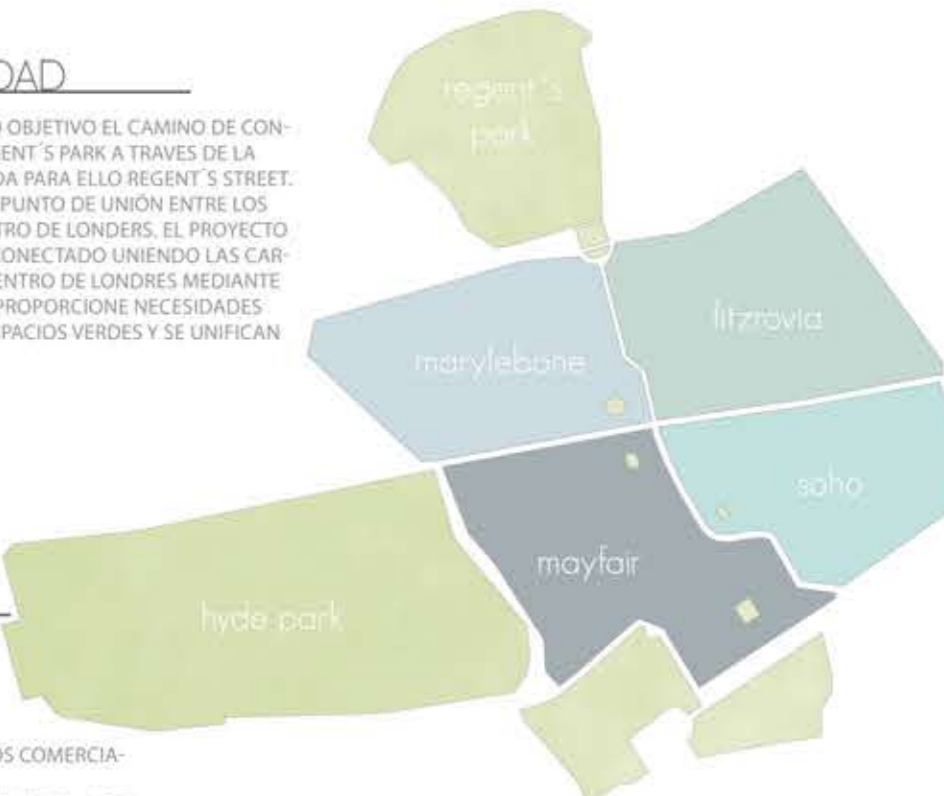 DAD
O OBJETIVO EL CAMINO DE CON-
GENT´S PARK A TRAVES DE LA
DA PARA ELLO REGENT´S STREET.
PUNTO DE UNIÓN ENTRE LOS
TRO DE LONDERS. EL PROYECTO
CONECTADO UNIENDO LAS CAR-
ENTRO DE LONDRES MEDIANTE
PROPORCIONE NECESIDADES
PACIOS VERDES Y SE UNIFICAN
regent´s
park
fitzrovia
marylebone
soho
mayfair
hyde park
OS COMERCIA-